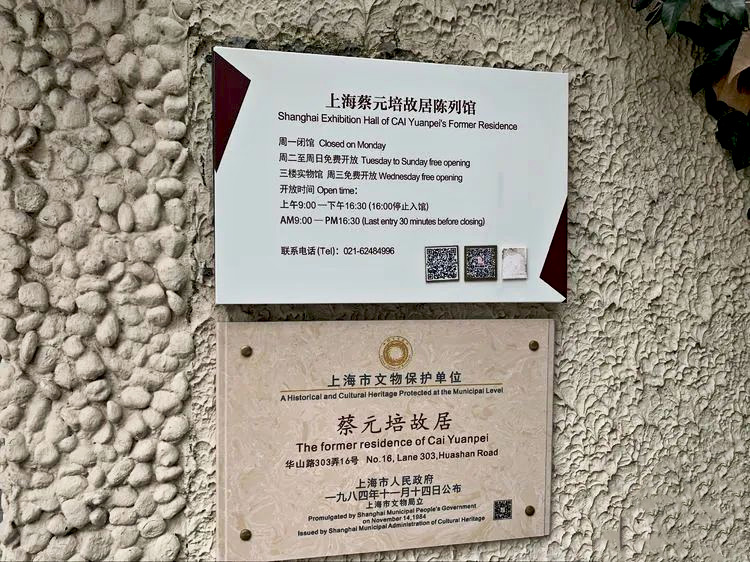 上海蔡元培故居陈列馆
Shanghai Exhibition Hall of CAI Yuanpei's Former Residence
周一闭馆 Closed on Monday
周二至周日免费开放 Tuesday to Sunday free opening
三楼实物馆 周三免费开放 Wednesday free opening
开放时间 Open time:
上午9:00 —下午16:30 (16:00停止入馆)
AM9:00 — PM16:30 (Last entry 30 minutes before closing)
联系电话 (Tel): 021-62484996
上海市文物保护单位
A Historical and Cultural Heritage Protected at the Municipal Level
蔡元培故居
The former residence of Cai Yuanpei
华山路303弄16号 No.16, Lane 303,Huashan Road
上海市人民政府
一九八四年十一月十四日公布
上海市文物局立
Promulgated by Shanghai Municipal People's Government
on November 14,1984
Issued by Shanghai Municipal Administration of Cultural Heritage